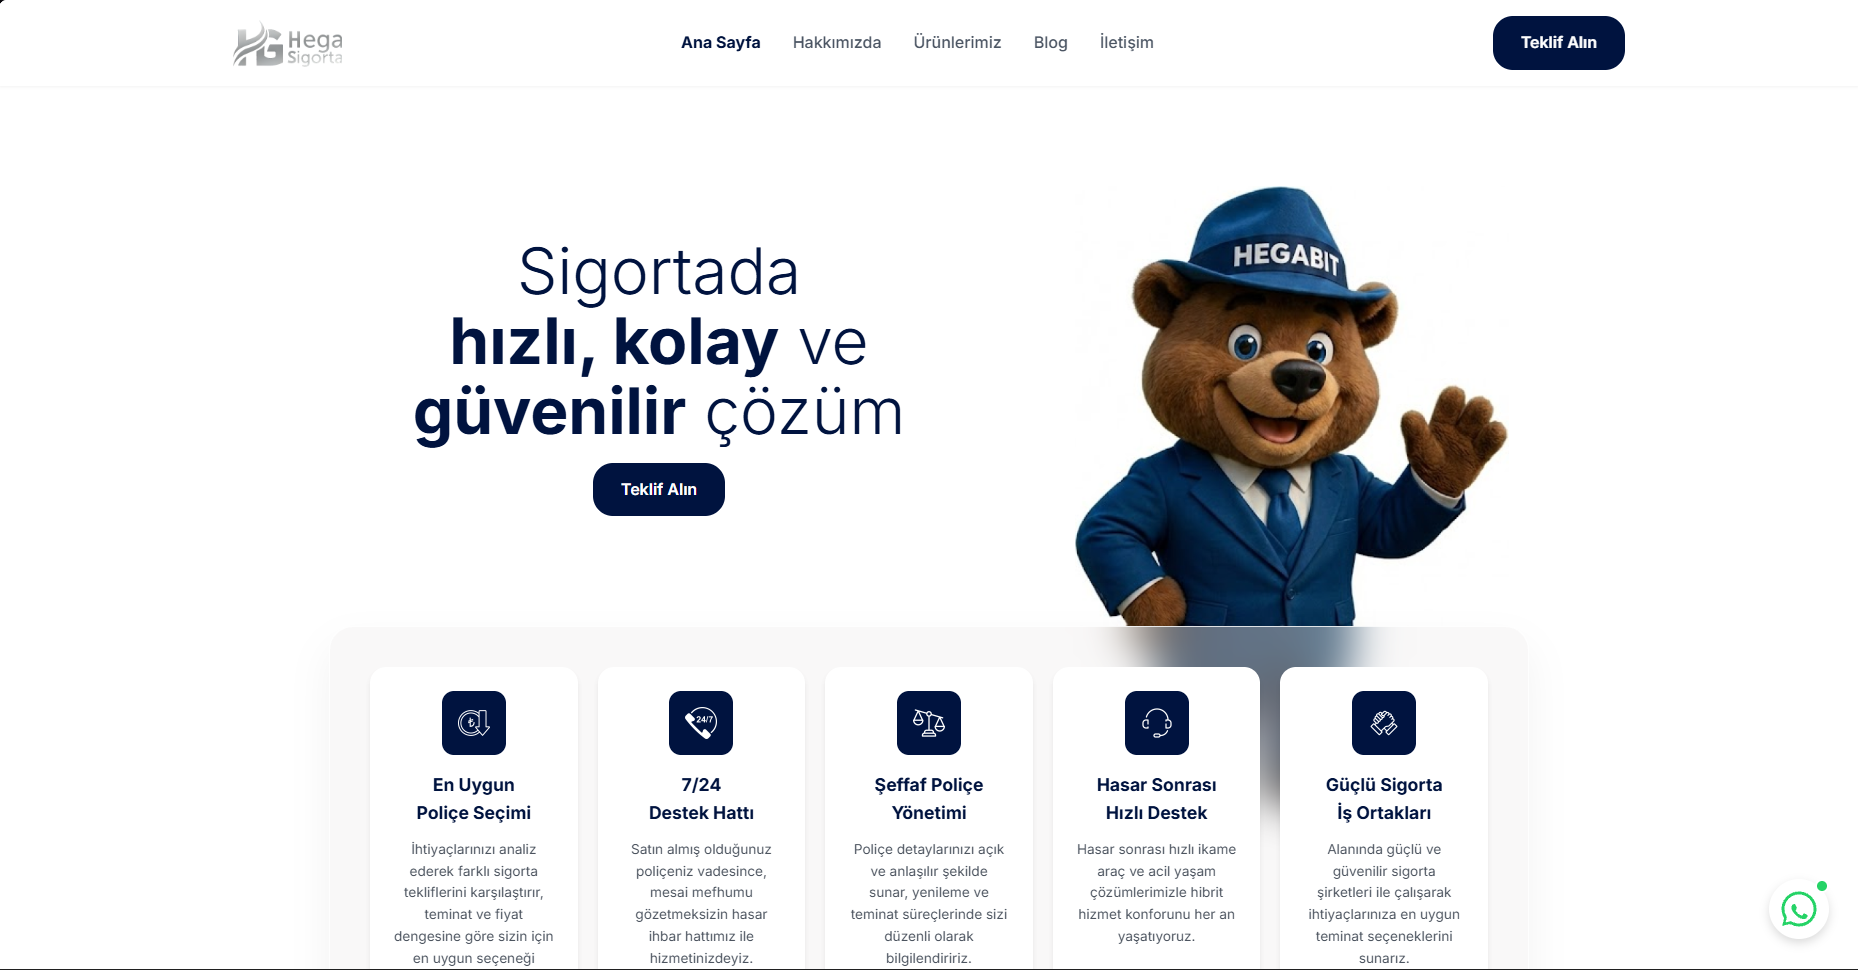 HG Hega
Sigorta
Ana Sayfa
Hakkımızda
Ürünlerimiz
Blog
İletişim
Teklif Alın
Sigortada
hızlı, kolay ve
güvenilir çözüm
Teklif Alın
HEGABIT
₺
En Uygun
Poliçe Seçimi
İhtiyaçlarınızı analiz
ederek farklı sigorta
tekliflerini karşılaştırır,
teminat ve fiyat
dengesine göre sizin için
en uygun seçeneği
24/7
7/24
Destek Hattı
Satın almış olduğunuz
poliçeniz vadesince,
mesai mefhumu
gözetmeksizin hasar
ihbar hattımız ile
hizmetinizdeyiz.
Şeffaf Poliçe
Yönetimi
Poliçe detaylarınızı açık
ve anlaşılır şekilde
sunar, yenileme ve
teminat süreçlerinde sizi
düzenli olarak
bilgilendiririz.
Hasar Sonrası
Hızlı Destek
Hasar sonrası hızlı ikame
araç ve acil yaşam
çözümlerimizle hibrit
hizmet konforunu her an
yaşatıyoruz.
Güçlü Sigorta
İş Ortakları
Alanında güçlü ve
güvenilir sigorta
şirketleri ile çalışarak
ihtiyaçlarınıza en uygun
teminat seçeneklerini
sunarız.